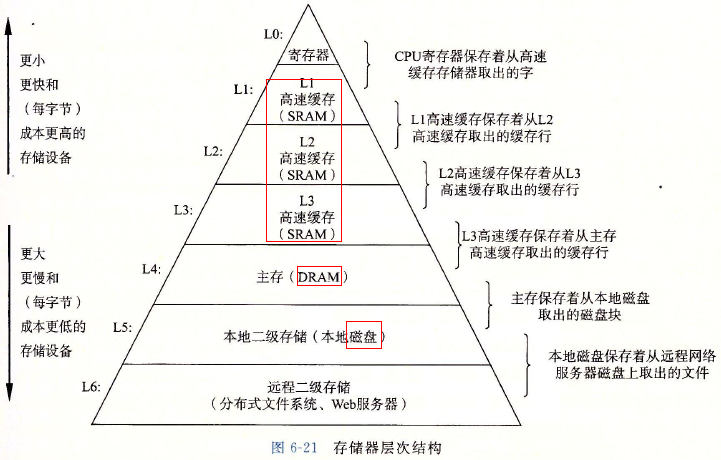 更小
更快和
（每字节）
成本更高的
存储设备
更大
更慢和
（每字节）
成本更低的
存储设备
L0:
寄存器
L1:
L1
高速缓存
（SRAM）
L2:
L2
高速缓存
（SRAM）
L3:
L3
高速缓存
（SRAM）
L4:
主存（DRAM）
L5:
本地二级存储（本地磁盘）
L6:
远程二级存储
（分布式文件系统、Web服务器）
CPU寄存器保存着从高速
缓存存储器取出的字
L1高速缓存保存着从L2
高速缓存取出的缓存行
L2高速缓存保存着从L3
高速缓存取出的缓存行
L3高速缓存保存着从主存
高速缓存取出的缓存行
主存保存着从本地磁盘
取出的磁盘块
本地磁盘保存着从远程网络
服务器磁盘上取出的文件
图 6-21 存储器层次结构